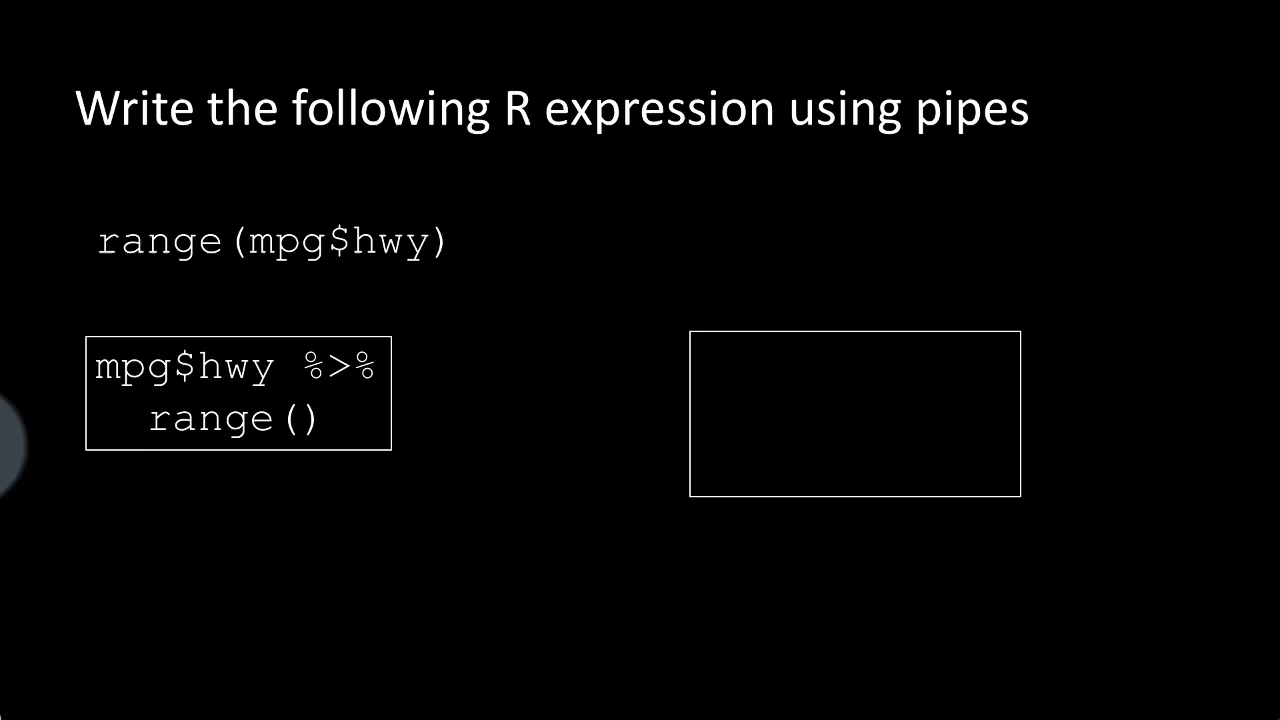 Write the following R expression using pipes
range(mpg$hwy)
mpg$hwy %>%
range()